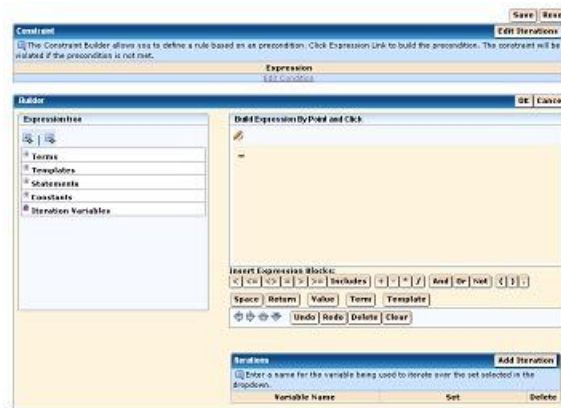 Save Rese
Constraint Edit Iterations
The Constraint Builder allows you to define a rule based on an precondition. Click Expression Link to build the precondition. The constraint will be
violated if the precondition is not met.
Expression
Edit Condition
Builder OK Cance
Expression tree
Build Expression By Point and Click
Terms
Templates
Statements
Constants
Iteration Variables
Insert Expression Blocks:
< <= <> = > >= Includes + - * / And Or Not ( ) .
Space Return Value Term Template
Undo Redo Delete Clear
Iterations Add Iteration
Enter a name for the variable being used to iterate over the set selected in the
dropdown.
Variable Name Set Delete